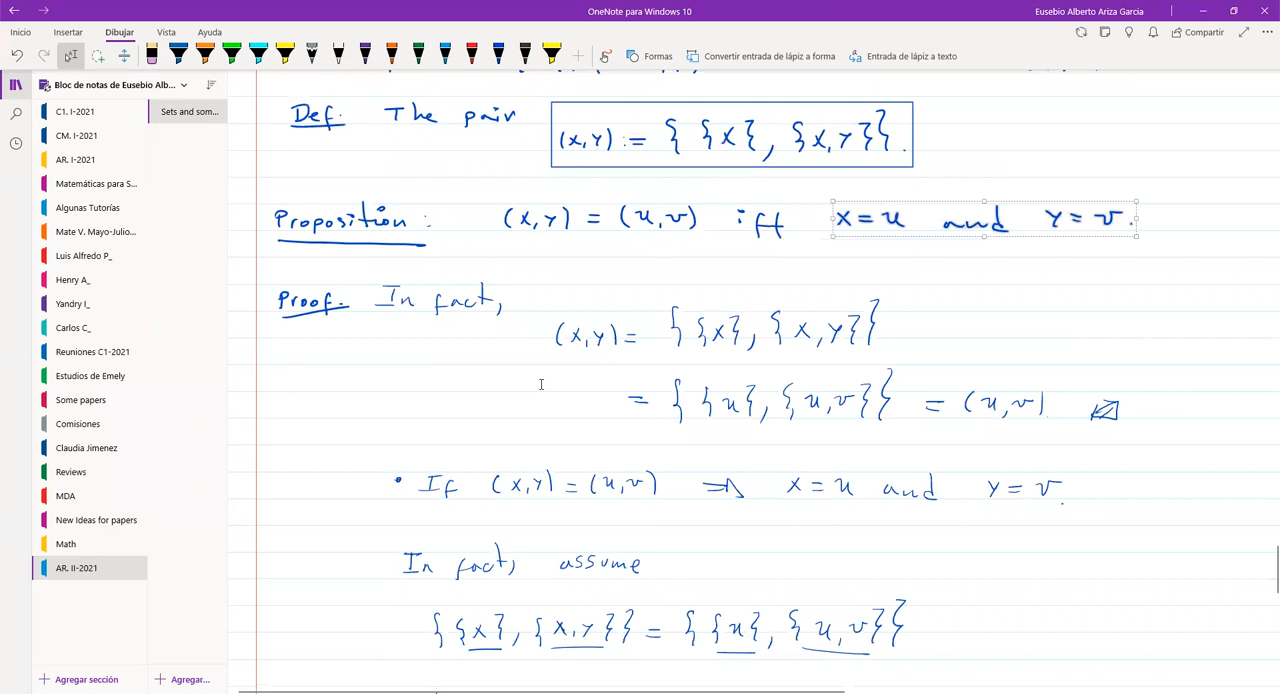 OneNote para Windows 10
Eusebio Alberto Ariza Garcia
Inicio Insertar Dibujar Vista Ayuda
Compartir
Formas Convertir entrada de lápiz a forma Entrada de lápiz a texto
Bloc de notas de Eusebio Alb...
C1. I-2021
CM. I-2021
AR. I-2021
Matemáticas para S...
Algunas Tutorías
Mate V. Mayo-Julio...
Luis Alfredo P_
Henry A_
Yandry I_
Carlos C_
Reuniones C1-2021
Estudios de Emely
Some papers
Comisiones
Claudia Jimenez
Reviews
MDA
New Ideas for papers
Math
AR. II-2021
Agregar sección
Sets and som...
Agregar...
Def. The pair (x,y) := { {x}, {x,y}}.
Proposition: (x,y) = (u,v) iff x=u and y=v.
Proof. In fact,
(x,y) = { {x}, {x,y}}
= { {u}, {u,v}} = (u,v)
• If (x,y) = (u,v) ⇒ x=u and y=v.
In fact, assume
{ {x}, {x,y}} = { {u}, {u,v}}